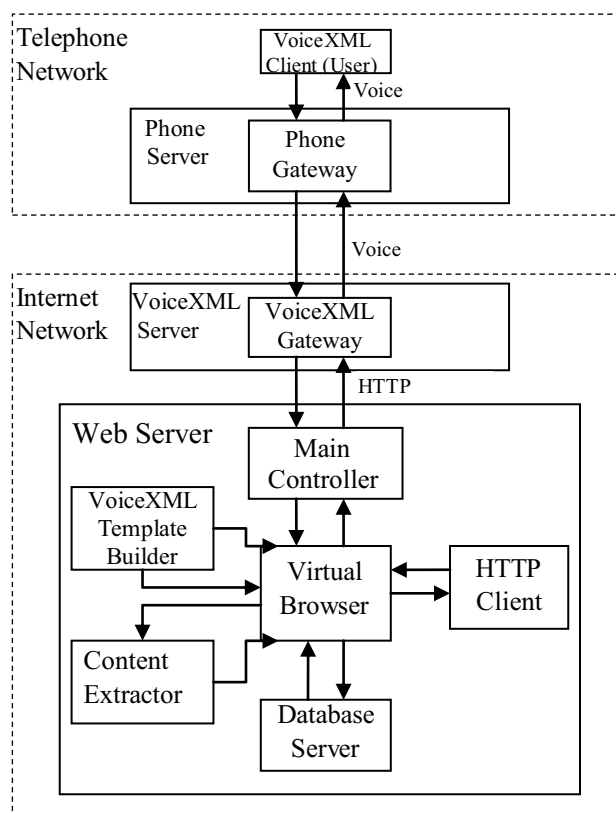 Telephone
Network
VoiceXML
Client (User)
Voice
Phone
Server
Phone
Gateway
Voice
Internet
Network
VoiceXML
Server
VoiceXML
Gateway
HTTP
Web Server
Main
Controller
VoiceXML
Template
Builder
Virtual
Browser
HTTP
Client
Content
Extractor
Database
Server